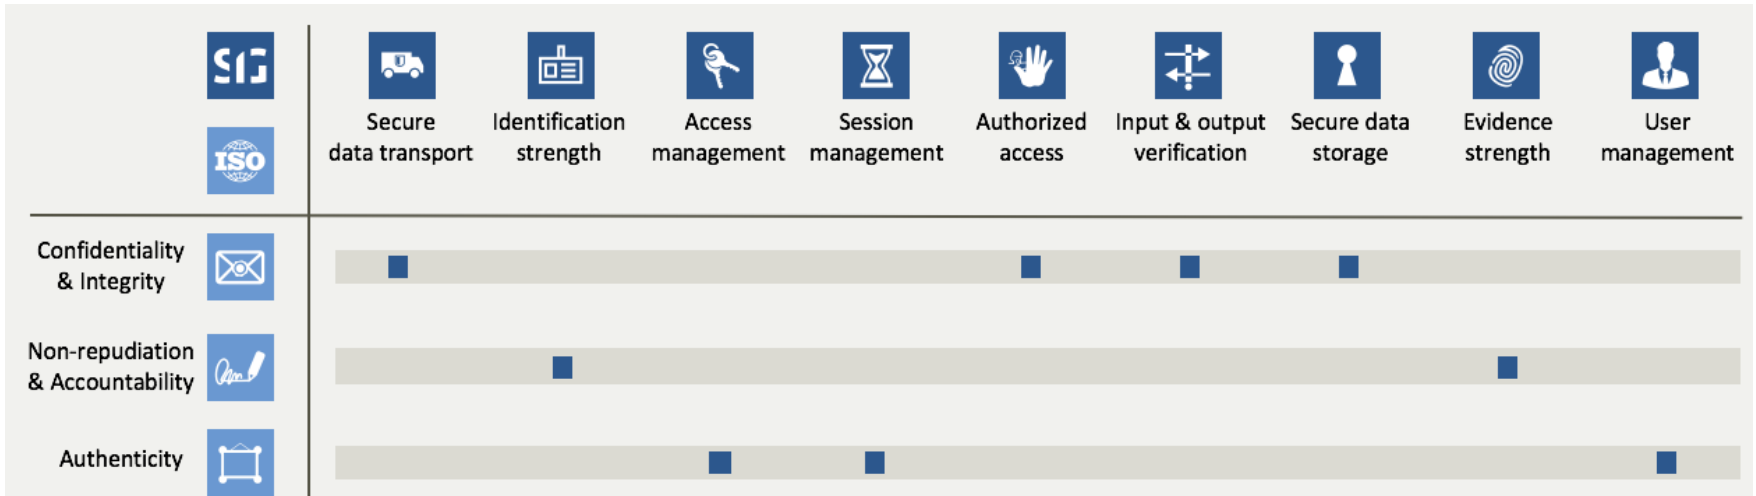 SIG
Secure
data transport
Identification
strength
Access
management
Session
management
Authorized
access
Input & output
verification
Secure data
storage
Evidence
strength
User
management
ISO
Confidentiality
& Integrity
Non-repudiation
& Accountability
Authenticity